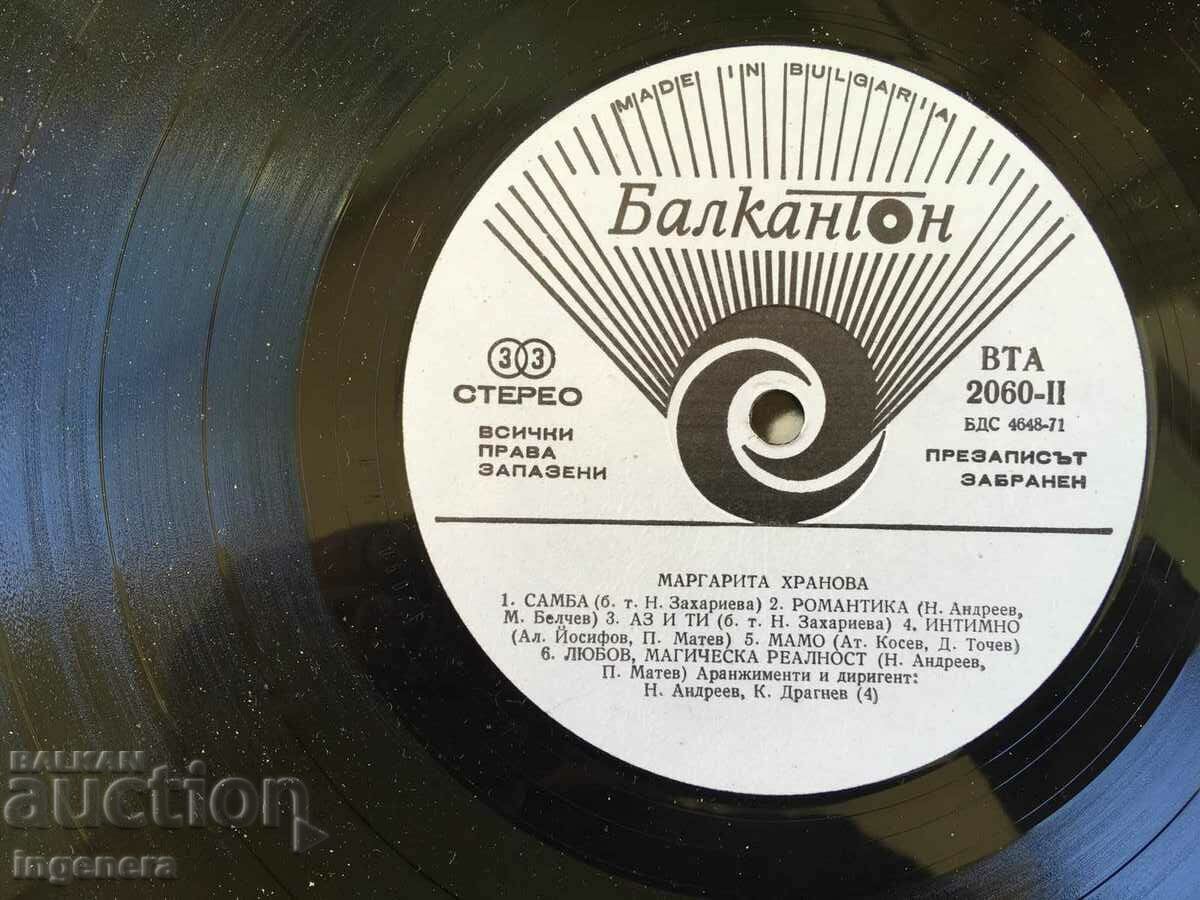 MADE IN BULGARIA
Балкантон
33
СТЕРЕО
ВСИЧКИ
ПРАВА
ЗАПАЗЕНИ
ВТА
2060-II
БДС 4648-71
ПРЕЗАПИСЪТ
ЗАБРАНЕН
МАРГАРИТА ХРАНОВА
1. САМБА (б. т. Н. Захариева) 2. РОМАНТИКА (Н. Андреев,
М. Белчев) 3. АЗ И ТИ (б. т. Н. Захариева) 4. ИНТИМНО
(Ал. Йосифов, П. Матев) 5. МАМО (Ат. Косев, Д. Точев)
6. ЛЮБОВ, МАГИЧЕСКА РЕАЛНОСТ (Н. Андреев,
П. Матев) Аранжименти и диригент:
Н. Андреев, К. Драгнев (4)
BALKAN
auction
ingenera